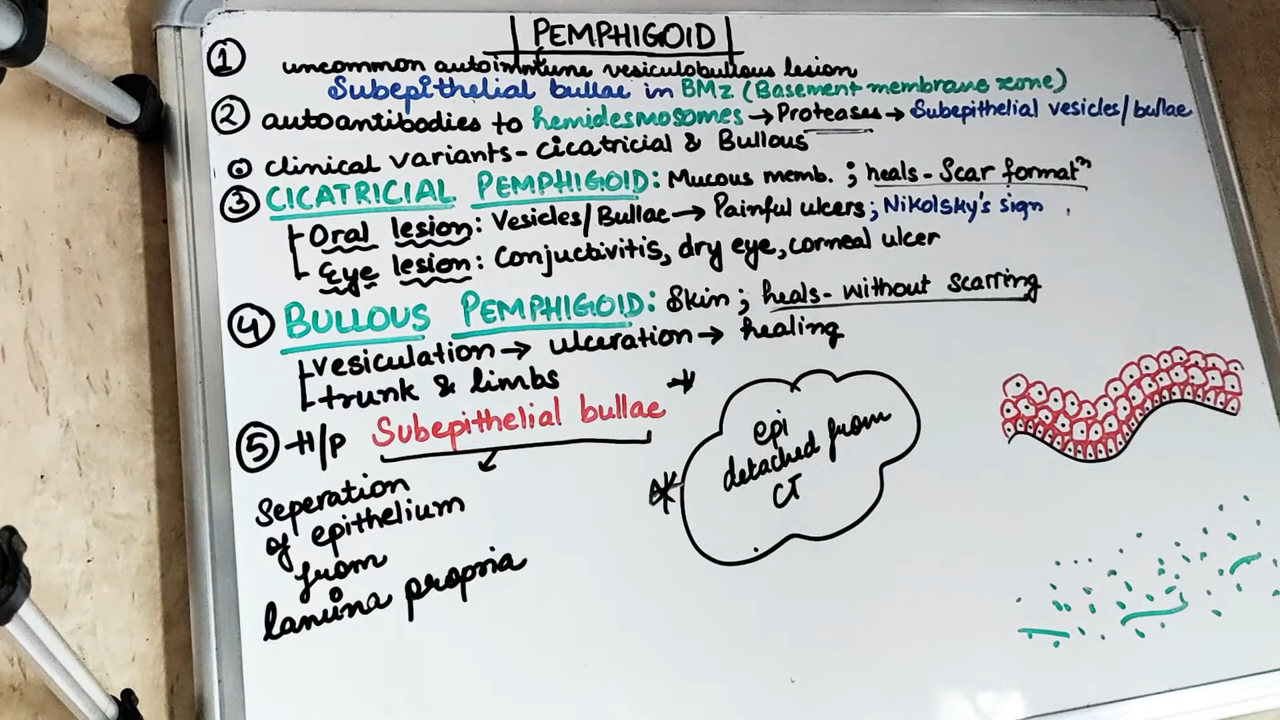 PEMPHIGOID
① uncommon autoimmune vesiculobullous lesion
Subepithelial bullae in BMZ (Basement membrane zone)
② autoantibodies to hemidesmosomes → Proteases → Subepithelial vesicles/bullae
⊙ clinical variants - Cicatricial & Bullous
③ CICATRICIAL PEMPHIGOID: Mucous memb. ; heals - Scar formatⁿ
Oral lesion: Vesicles/Bullae → Painful ulcers; Nikolsky's sign
Eye lesion: Conjuctivitis, dry eye, corneal ulcer
④ BULLOUS PEMPHIGOID: Skin ; heals - without scarring
vesiculation → ulceration → healing
trunk & limbs
⑤ H/P Subepithelial bullae
Seperation
of epithelium
from
lamina propria
epi
detached from
CT